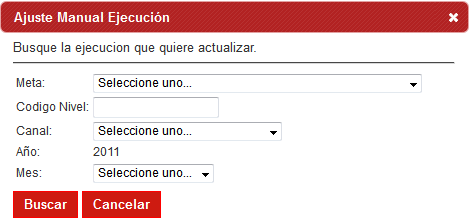 Ajuste Manual Ejecución
Busque la ejecucion que quiere actualizar.
Meta: Seleccione uno...
Codigo Nivel:
Canal: Seleccione uno...
Año: 2011
Mes: Seleccione uno...
Buscar Cancelar